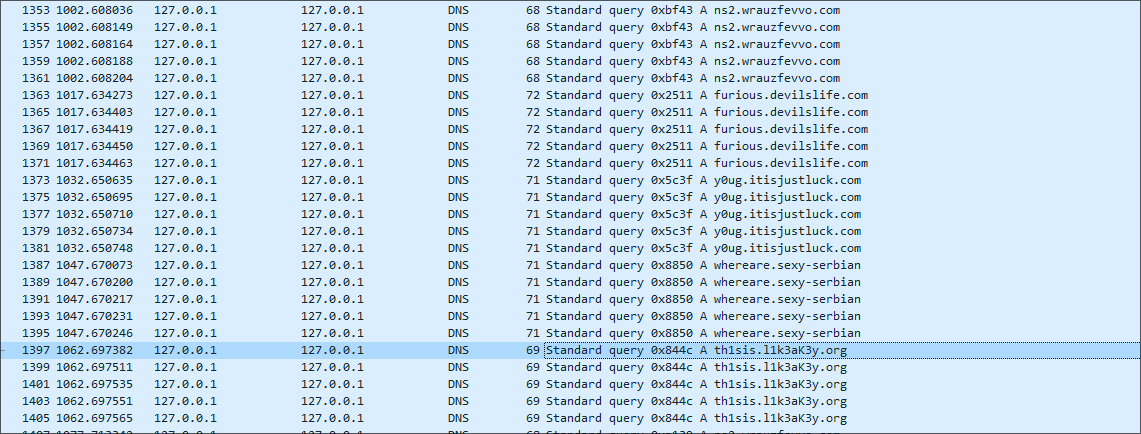 1353 1002.608036 127.0.0.1 127.0.0.1 DNS 68 Standard query 0xbf43 A ns2.wrauzfevvo.com
1355 1002.608149 127.0.0.1 127.0.0.1 DNS 68 Standard query 0xbf43 A ns2.wrauzfevvo.com
1357 1002.608164 127.0.0.1 127.0.0.1 DNS 68 Standard query 0xbf43 A ns2.wrauzfevvo.com
1359 1002.608188 127.0.0.1 127.0.0.1 DNS 68 Standard query 0xbf43 A ns2.wrauzfevvo.com
1361 1002.608204 127.0.0.1 127.0.0.1 DNS 68 Standard query 0xbf43 A ns2.wrauzfevvo.com
1363 1017.634273 127.0.0.1 127.0.0.1 DNS 72 Standard query 0x2511 A furious.devilslife.com
1365 1017.634403 127.0.0.1 127.0.0.1 DNS 72 Standard query 0x2511 A furious.devilslife.com
1367 1017.634419 127.0.0.1 127.0.0.1 DNS 72 Standard query 0x2511 A furious.devilslife.com
1369 1017.634450 127.0.0.1 127.0.0.1 DNS 72 Standard query 0x2511 A furious.devilslife.com
1371 1017.634463 127.0.0.1 127.0.0.1 DNS 72 Standard query 0x2511 A furious.devilslife.com
1373 1032.650635 127.0.0.1 127.0.0.1 DNS 71 Standard query 0x5c3f A y0ug.itisjustluck.com
1375 1032.650695 127.0.0.1 127.0.0.1 DNS 71 Standard query 0x5c3f A y0ug.itisjustluck.com
1377 1032.650710 127.0.0.1 127.0.0.1 DNS 71 Standard query 0x5c3f A y0ug.itisjustluck.com
1379 1032.650734 127.0.0.1 127.0.0.1 DNS 71 Standard query 0x5c3f A y0ug.itisjustluck.com
1381 1032.650748 127.0.0.1 127.0.0.1 DNS 71 Standard query 0x5c3f A y0ug.itisjustluck.com
1387 1047.670073 127.0.0.1 127.0.0.1 DNS 71 Standard query 0x8850 A whereare.sexy-serbian
1389 1047.670200 127.0.0.1 127.0.0.1 DNS 71 Standard query 0x8850 A whereare.sexy-serbian
1391 1047.670217 127.0.0.1 127.0.0.1 DNS 71 Standard query 0x8850 A whereare.sexy-serbian
1393 1047.670231 127.0.0.1 127.0.0.1 DNS 71 Standard query 0x8850 A whereare.sexy-serbian
1395 1047.670246 127.0.0.1 127.0.0.1 DNS 71 Standard query 0x8850 A whereare.sexy-serbian
1397 1062.697382 127.0.0.1 127.0.0.1 DNS 69 Standard query 0x844c A th1sis.l1k3aK3y.org
1399 1062.697511 127.0.0.1 127.0.0.1 DNS 69 Standard query 0x844c A th1sis.l1k3aK3y.org
1401 1062.697535 127.0.0.1 127.0.0.1 DNS 69 Standard query 0x844c A th1sis.l1k3aK3y.org
1403 1062.697551 127.0.0.1 127.0.0.1 DNS 69 Standard query 0x844c A th1sis.l1k3aK3y.org
1405 1062.697565 127.0.0.1 127.0.0.1 DNS 69 Standard query 0x844c A th1sis.l1k3aK3y.org